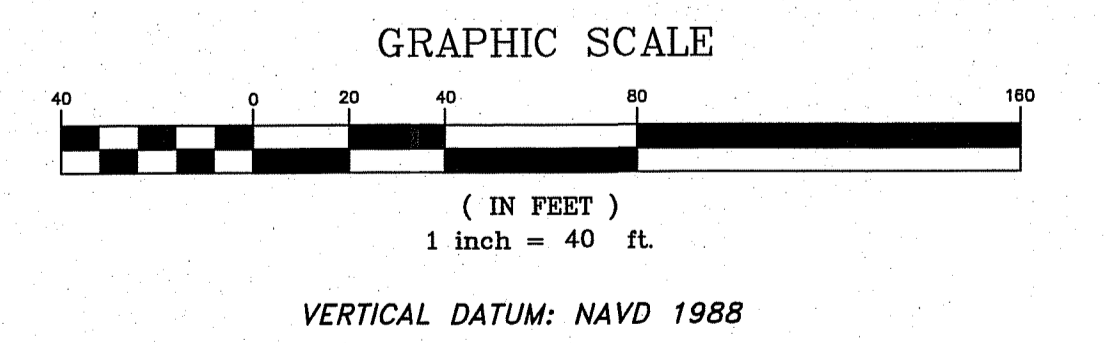 GRAPHIC SCALE
40 0 20 40 80 160
( IN FEET )
1 inch = 40 ft.
VERTICAL DATUM: NAVD 1988